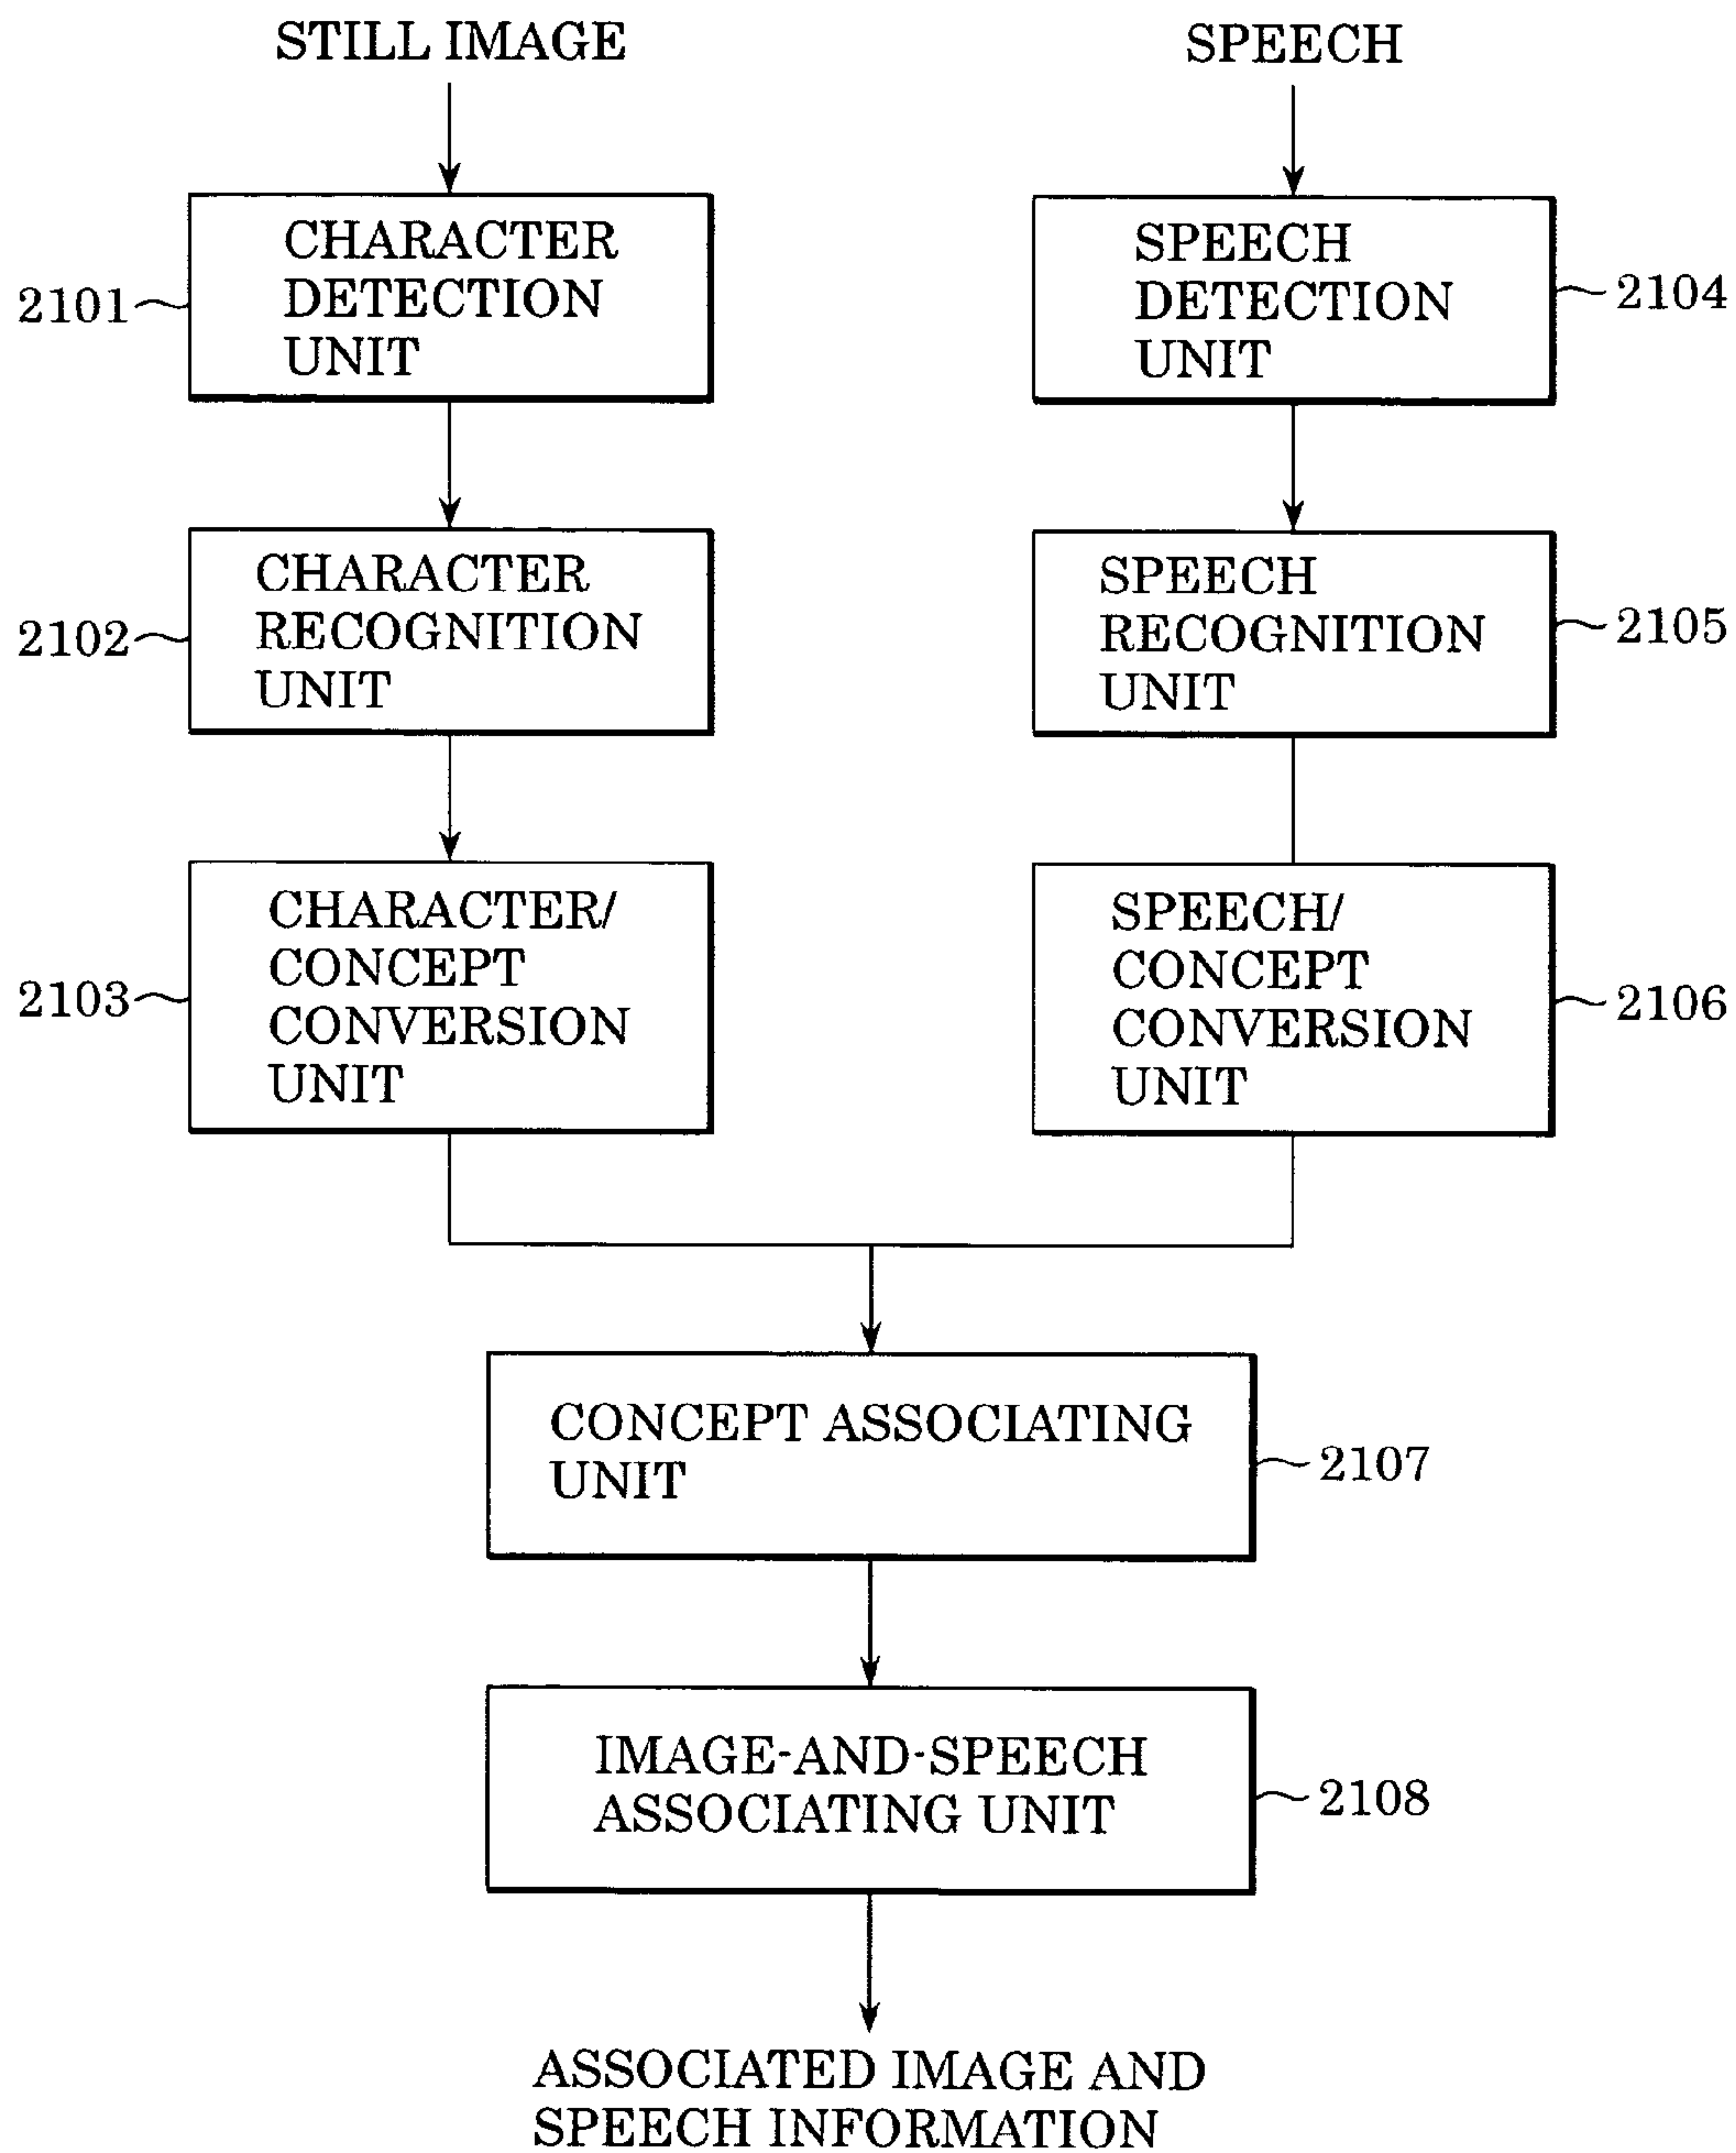 STILL IMAGE
SPEECH
CHARACTER
DETECTION
UNIT
2101
SPEECH
DETECTION
UNIT
2104
CHARACTER
RECOGNITION
UNIT
2102
SPEECH
RECOGNITION
UNIT
2105
CHARACTER/
CONCEPT
CONVERSION
UNIT
2103
SPEECH/
CONCEPT
CONVERSION
UNIT
2106
CONCEPT ASSOCIATING
UNIT
2107
IMAGE-AND-SPEECH
ASSOCIATING UNIT
2108
ASSOCIATED IMAGE AND
SPEECH INFORMATION